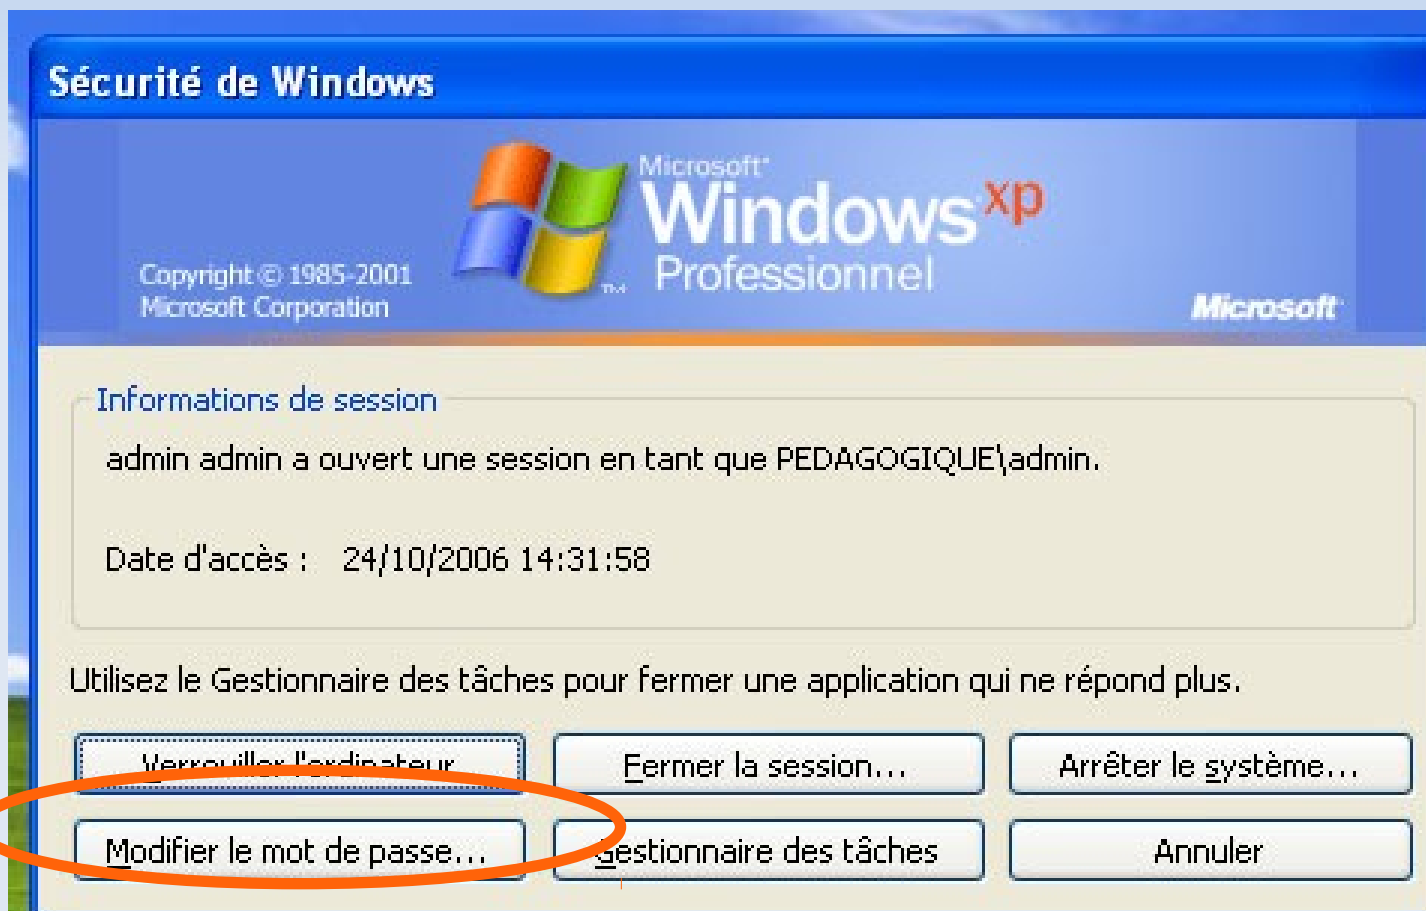 Sécurité de Windows
Microsoft®
Windows xp
Professionnel
TM
Copyright © 1985-2001
Microsoft Corporation
Microsoft
Informations de session
admin admin a ouvert une session en tant que PEDAGOGIQUE\admin.
Date d'accès : 24/10/2006 14:31:58
Utilisez le Gestionnaire des tâches pour fermer une application qui ne répond plus.
Verrouiller l'ordinateur
Fermer la session...
Arrêter le système...
Modifier le mot de passe...
Gestionnaire des tâches
Annuler